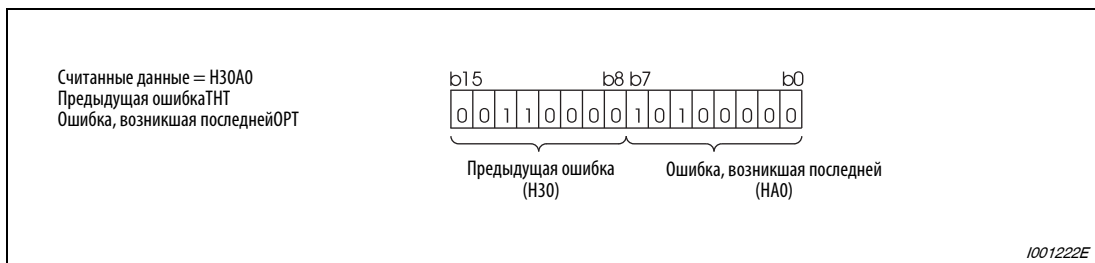 Считанные данные = H30A0
Предыдущая ошибкаTHT
Ошибка, возникшая последнейOPT
b15 b8 b7 b0
0 0 1 1 0 0 0 0 1 0 1 0 0 0 0 0
Предыдущая ошибка
(H30)
Ошибка, возникшая последней
(HA0)
I001222E